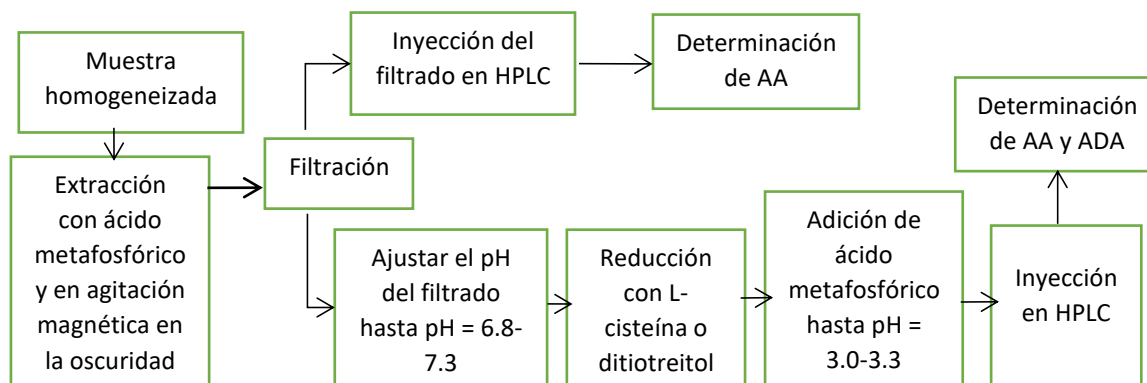 Muestra
homogeneizada
Extracción
con ácido
metafosfórico
y en agitación
magnética en
la oscuridad
Filtración
Inyección del
filtrado en HPLC
Determinación
de AA
Ajustar el pH
del filtrado
hasta pH = 6.8-
7.3
Reducción
con L-
cisteína o
ditiotreitol
Adición de
ácido
metafosfórico
hasta pH =
3.0-3.3
Inyección
en HPLC
Determinación
de AA y ADA